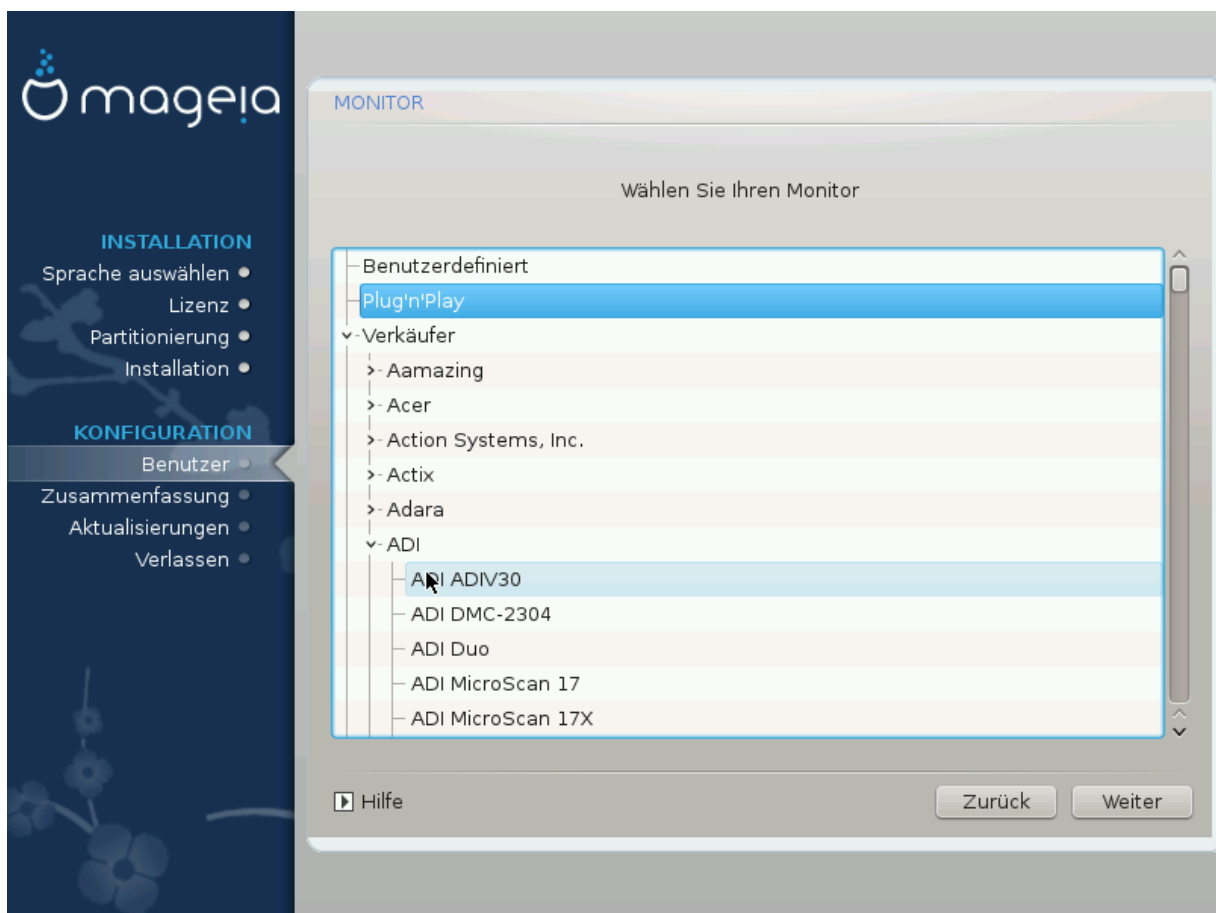 mageia
INSTALLATION
Sprache auswählen
Lizenz
Partitionierung
Installation
KONFIGURATION
Benutzer
Zusammenfassung
Aktualisierungen
Verlassen
MONITOR
Wählen Sie Ihren Monitor
Benutzerdefiniert
Plug'n'Play
Verkäufer
Aamazing
Acer
Action Systems, Inc.
Actix
Adara
ADI
ADI ADIV30
ADI DMC-2304
ADI Duo
ADI MicroScan 17
ADI MicroScan 17X
Hilfe
Zurück
Weiter